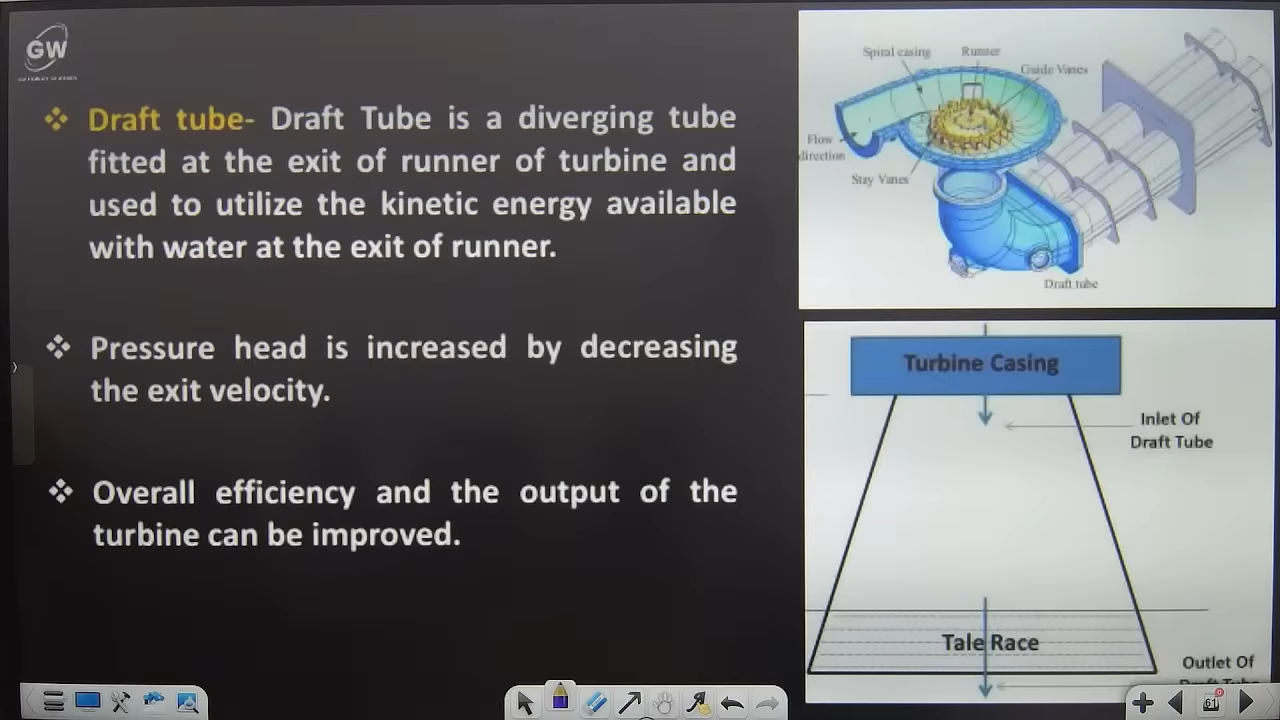 GW
❖ Draft tube- Draft Tube is a diverging tube
fitted at the exit of runner of turbine and
used to utilize the kinetic energy available
with water at the exit of runner.
❖ Pressure head is increased by decreasing
the exit velocity.
❖ Overall efficiency and the output of the
turbine can be improved.
Spiral casing
Runner
Guide Vanes
Flow
direction
Stay Vanes
Draft tube
Turbine Casing
Inlet Of
Draft Tube
Tale Race
Outlet Of
Draft Tube
61